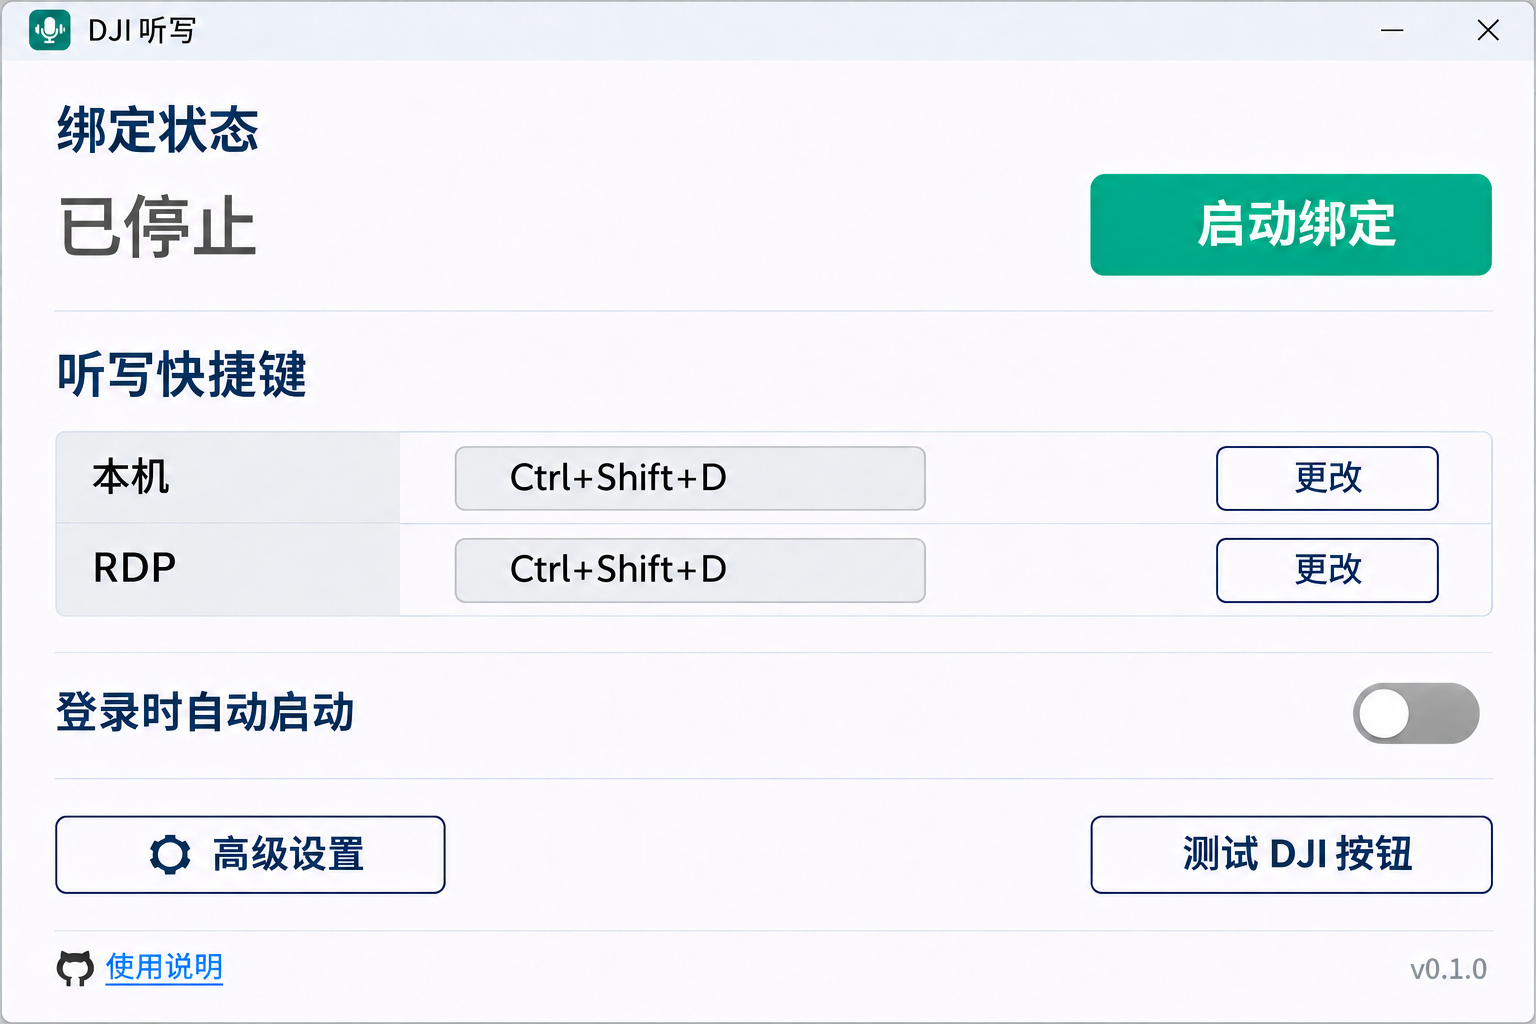 DJI 听写
绑定状态
已停止
启动绑定
听写快捷键
本机 Ctrl+Shift+D 更改
RDP Ctrl+Shift+D 更改
登录时自动启动
高级设置 测试 DJI 按钮
使用说明 v0.1.0